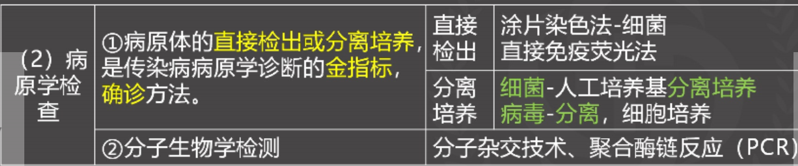 （2）病原学检查
①病原体的直接检出或分离培养，
是传染病病原学诊断的金指标，
确诊方法。
直接检出
涂片染色法-细菌
直接免疫荧光法
分离培养
细菌-人工培养基分离培养
病毒-分离，细胞培养
②分子生物学检测
分子杂交技术、聚合酶链反应（PCR）